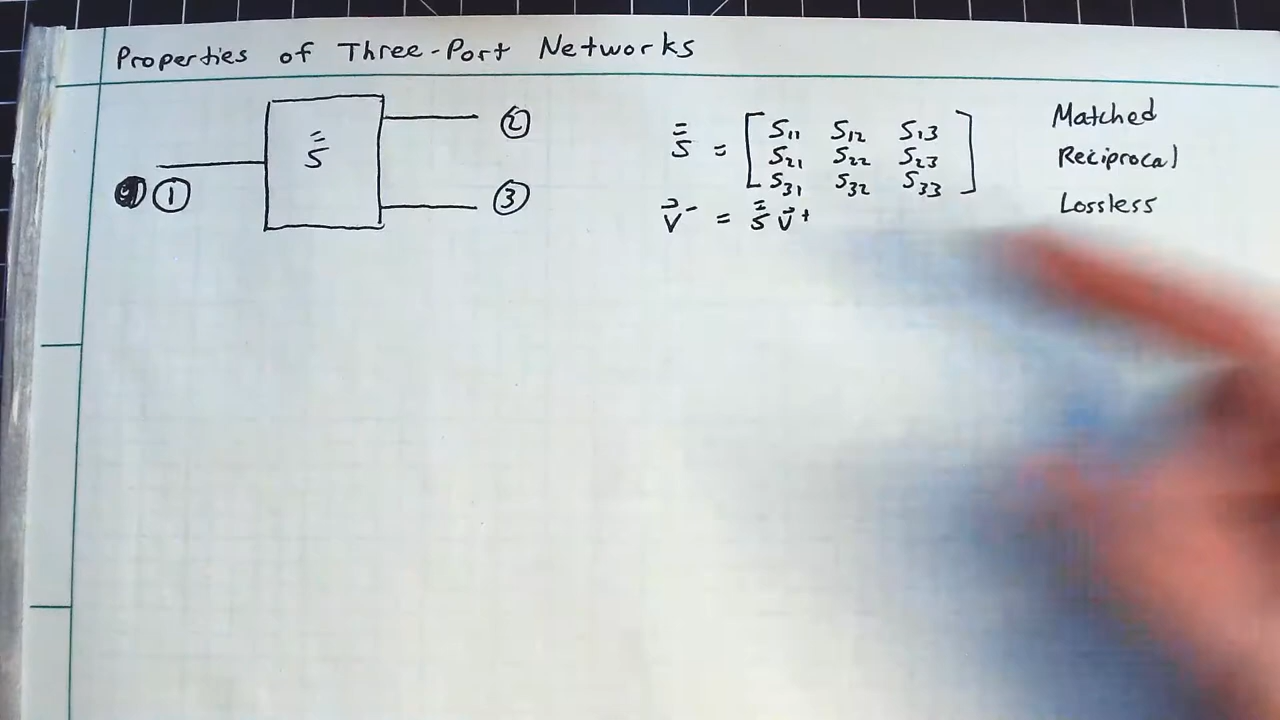 Properties of Three-Port Networks
S̿
②
① ③
S̿ = [ S11 S12 S13
S21 S22 S23
S31 S32 S33 ]
V⃗⁻ = S̿ V⃗⁺
Matched
Reciprocal
Lossless